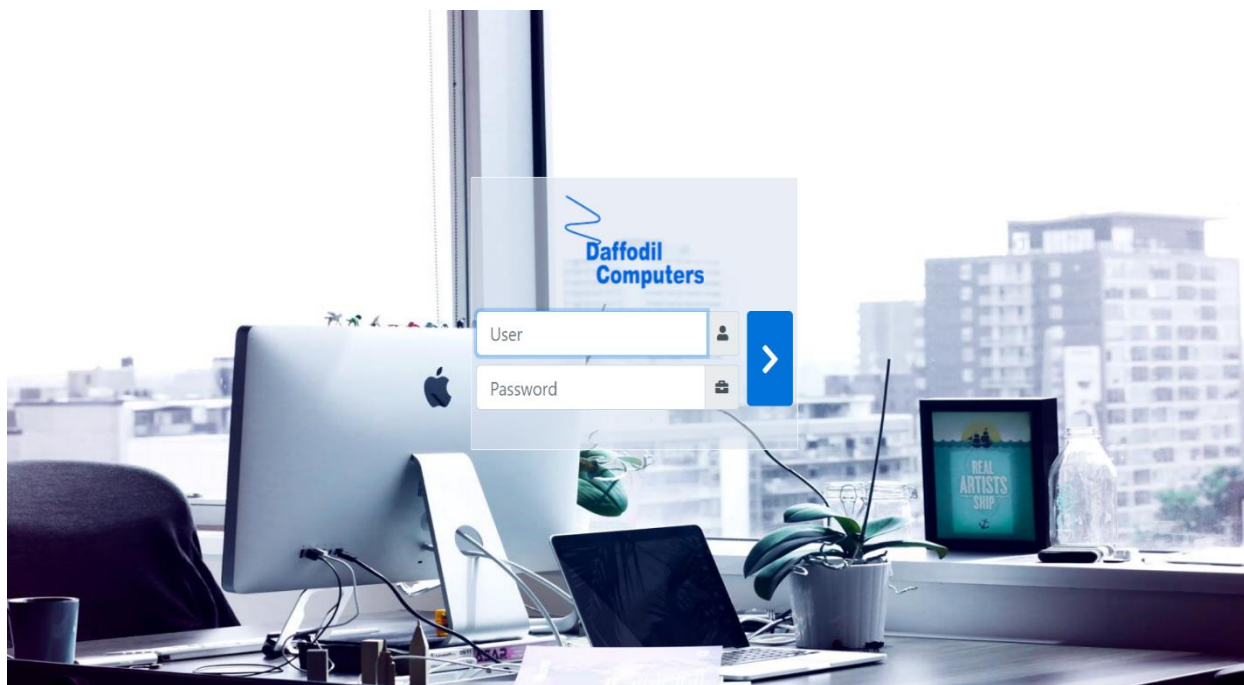 Daffodil
Computers
User
Password
REAL
ARTISTS
SHIP